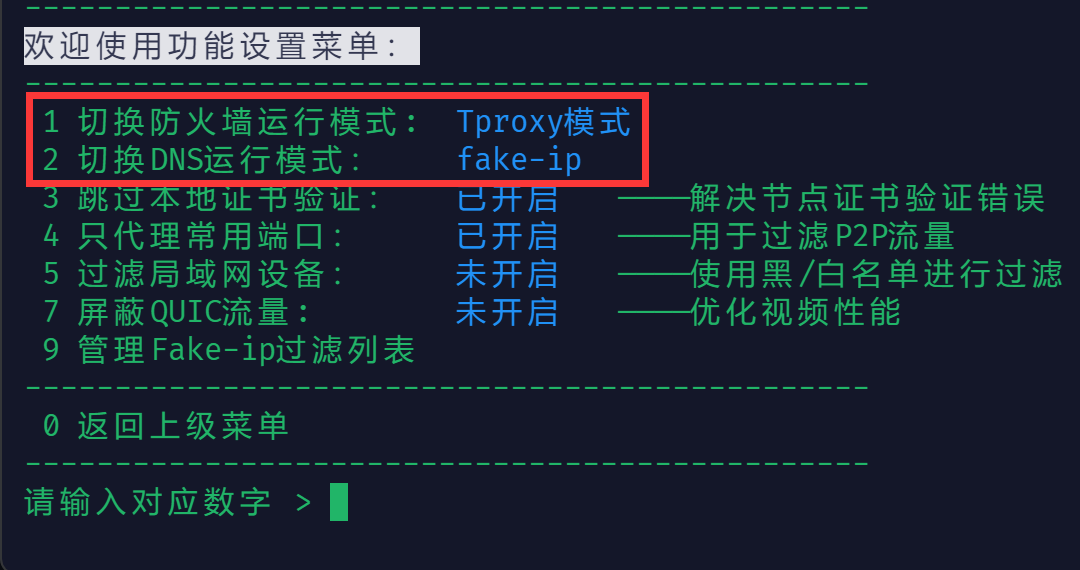 -----------------------------------------------
欢迎使用功能设置菜单：
-----------------------------------------------
1 切换防火墙运行模式: Tproxy模式
2 切换DNS运行模式: fake-ip
3 跳过本地证书验证: 已开启 ————解决节点证书验证错误
4 只代理常用端口: 已开启 ————用于过滤P2P流量
5 过滤局域网设备: 未开启 ————使用黑/白名单进行过滤
7 屏蔽QUIC流量: 未开启 ————优化视频性能
9 管理Fake-ip过滤列表
-----------------------------------------------
0 返回上级菜单
-----------------------------------------------
请输入对应数字 >